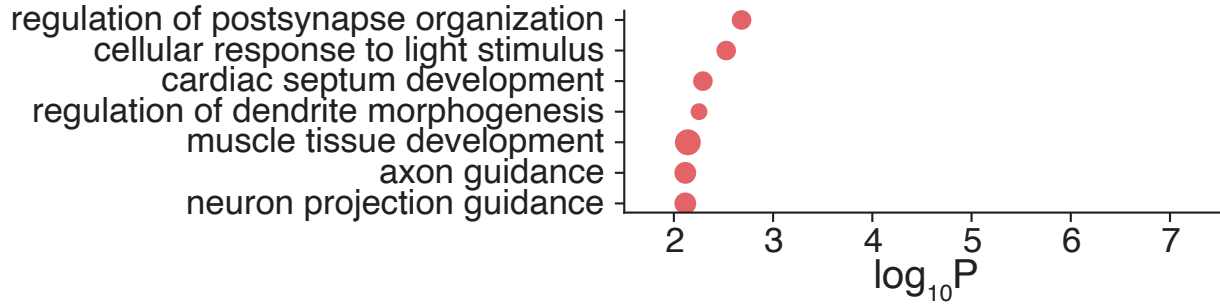 regulation of postsynapse organization
cellular response to light stimulus
cardiac septum development
regulation of dendrite morphogenesis
muscle tissue development
axon guidance
neuron projection guidance
2 3 4 5 6 7
log₁₀P